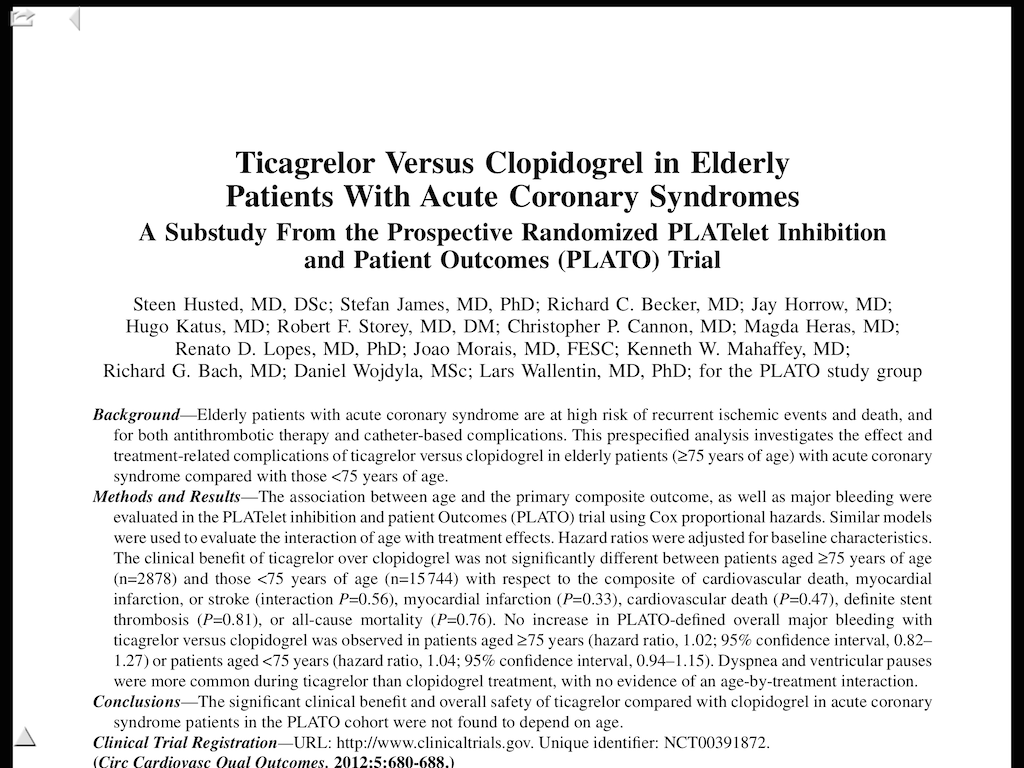 Ticagrelor Versus Clopidogrel in Elderly
Patients With Acute Coronary Syndromes
A Substudy From the Prospective Randomized PLATelet Inhibition
and Patient Outcomes (PLATO) Trial
Steen Husted, MD, DSc; Stefan James, MD, PhD; Richard C. Becker, MD; Jay Horrow, MD;
Hugo Katus, MD; Robert F. Storey, MD, DM; Christopher P. Cannon, MD; Magda Heras, MD;
Renato D. Lopes, MD, PhD; Joao Morais, MD, FESC; Kenneth W. Mahaffey, MD;
Richard G. Bach, MD; Daniel Wojdyla, MSc; Lars Wallentin, MD, PhD; for the PLATO study group
Background—Elderly patients with acute coronary syndrome are at high risk of recurrent ischemic events and death, and
for both antithrombotic therapy and catheter-based complications. This prespecified analysis investigates the effect and
treatment-related complications of ticagrelor versus clopidogrel in elderly patients (≥75 years of age) with acute coronary
syndrome compared with those <75 years of age.
Methods and Results—The association between age and the primary composite outcome, as well as major bleeding were
evaluated in the PLATelet inhibition and patient Outcomes (PLATO) trial using Cox proportional hazards. Similar models
were used to evaluate the interaction of age with treatment effects. Hazard ratios were adjusted for baseline characteristics.
The clinical benefit of ticagrelor over clopidogrel was not significantly different between patients aged ≥75 years of age
(n=2878) and those <75 years of age (n=15 744) with respect to the composite of cardiovascular death, myocardial
infarction, or stroke (interaction P=0.56), myocardial infarction (P=0.33), cardiovascular death (P=0.47), definite stent
thrombosis (P=0.81), or all-cause mortality (P=0.76). No increase in PLATO-defined overall major bleeding with
ticagrelor versus clopidogrel was observed in patients aged ≥75 years (hazard ratio, 1.02; 95% confidence interval, 0.82–
1.27) or patients aged <75 years (hazard ratio, 1.04; 95% confidence interval, 0.94–1.15). Dyspnea and ventricular pauses
were more common during ticagrelor than clopidogrel treatment, with no evidence of an age-by-treatment interaction.
Conclusions—The significant clinical benefit and overall safety of ticagrelor compared with clopidogrel in acute coronary
syndrome patients in the PLATO cohort were not found to depend on age.
Clinical Trial Registration—URL: http://www.clinicaltrials.gov. Unique identifier: NCT00391872.
(Circ Cardiovasc Qual Outcomes. 2012;5:680-688.)